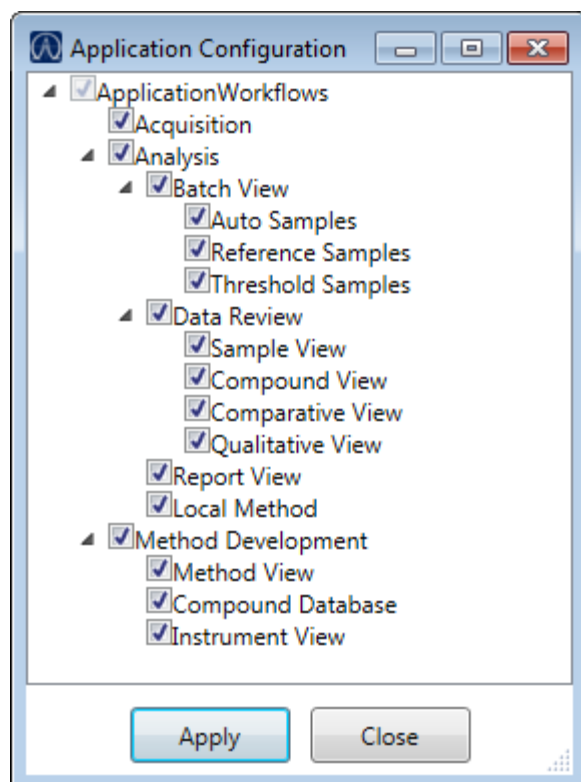 Application Configuration
ApplicationWorkflows
Acquisition
Analysis
Batch View
Auto Samples
Reference Samples
Threshold Samples
Data Review
Sample View
Compound View
Comparative View
Qualitative View
Report View
Local Method
Method Development
Method View
Compound Database
Instrument View
Apply Close